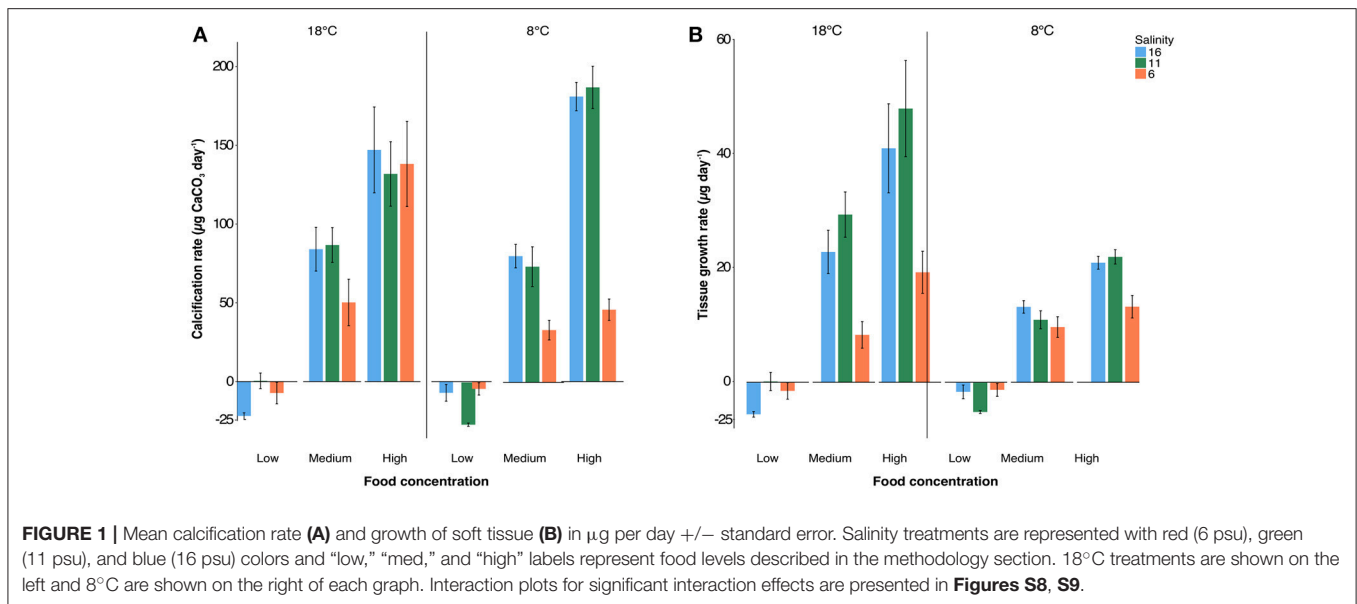 A
18°C
8°C
200
150
100
50
0
-25
Calcification rate (µg CaCO₃ day⁻¹)
Low
Medium
High
Low
Medium
High
Food concentration
B
18°C
8°C
Salinity
16
11
6
60
40
20
0
-25
Tissue growth rate (µg day⁻¹)
Low
Medium
High
Low
Medium
High
Food concentration
FIGURE 1 | Mean calcification rate (A) and growth of soft tissue (B) in µg per day +/− standard error. Salinity treatments are represented with red (6 psu), green
(11 psu), and blue (16 psu) colors and “low,” “med,” and “high” labels represent food levels described in the methodology section. 18°C treatments are shown on the
left and 8°C are shown on the right of each graph. Interaction plots for significant interaction effects are presented in Figures S8, S9.